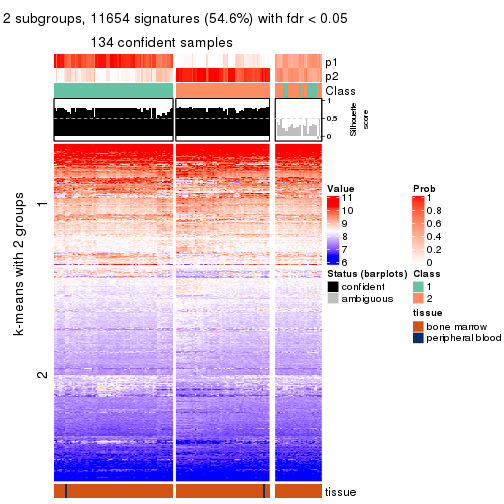 2 subgroups, 11654 signatures (54.6%) with fdr < 0.05
134 confident samples
p1
p2
Class
1
0.5
0
Silhouette
score
k-means with 2 groups
1
2
Value
11
10
9
8
7
6
Prob
1
0.8
0.6
0.4
0.2
0
Status (barplots)
confident
ambiguous
Class
1
2
tissue
bone marrow
peripheral blood
tissue